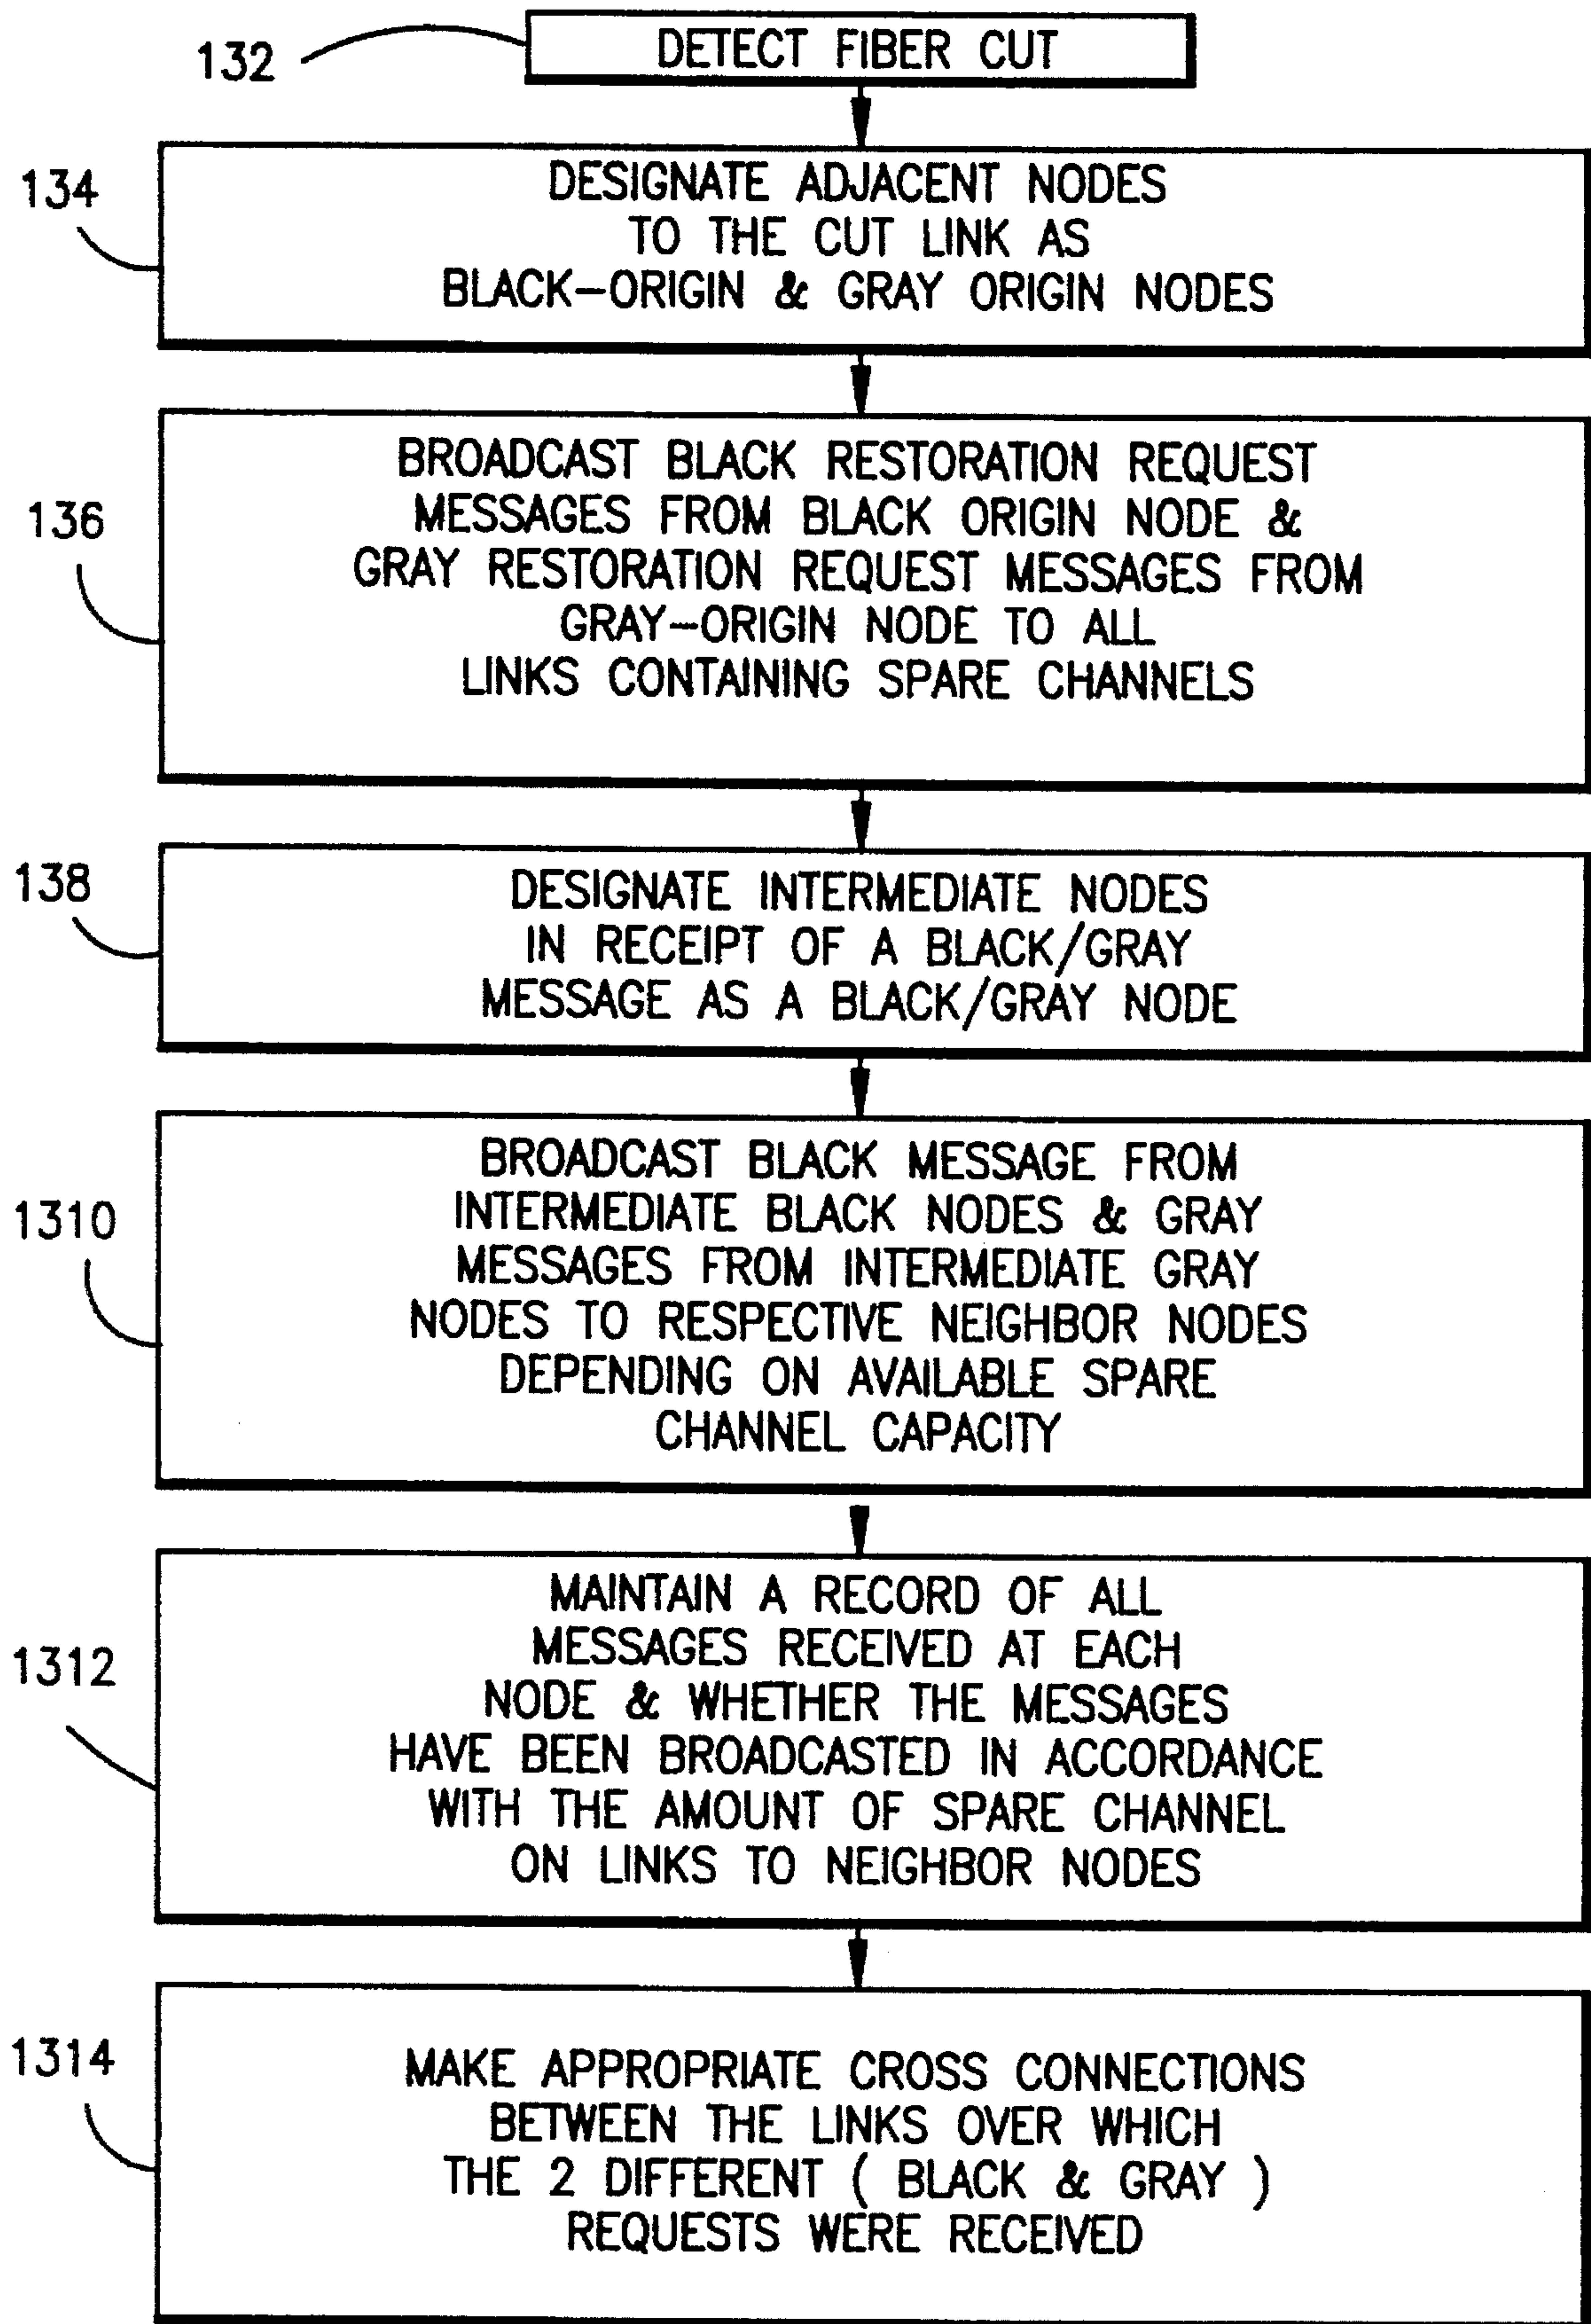 132
DETECT FIBER CUT
134
DESIGNATE ADJACENT NODES
TO THE CUT LINK AS
BLACK-ORIGIN & GRAY ORIGIN NODES
136
BROADCAST BLACK RESTORATION REQUEST
MESSAGES FROM BLACK ORIGIN NODE &
GRAY RESTORATION REQUEST MESSAGES FROM
GRAY-ORIGIN NODE TO ALL
LINKS CONTAINING SPARE CHANNELS
138
DESIGNATE INTERMEDIATE NODES
IN RECEIPT OF A BLACK/GRAY
MESSAGE AS A BLACK/GRAY NODE
1310
BROADCAST BLACK MESSAGE FROM
INTERMEDIATE BLACK NODES & GRAY
MESSAGES FROM INTERMEDIATE GRAY
NODES TO RESPECTIVE NEIGHBOR NODES
DEPENDING ON AVAILABLE SPARE
CHANNEL CAPACITY
1312
MAINTAIN A RECORD OF ALL
MESSAGES RECEIVED AT EACH
NODE & WHETHER THE MESSAGES
HAVE BEEN BROADCASTED IN ACCORDANCE
WITH THE AMOUNT OF SPARE CHANNEL
ON LINKS TO NEIGHBOR NODES
1314
MAKE APPROPRIATE CROSS CONNECTIONS
BETWEEN THE LINKS OVER WHICH
THE 2 DIFFERENT ( BLACK & GRAY )
REQUESTS WERE RECEIVED